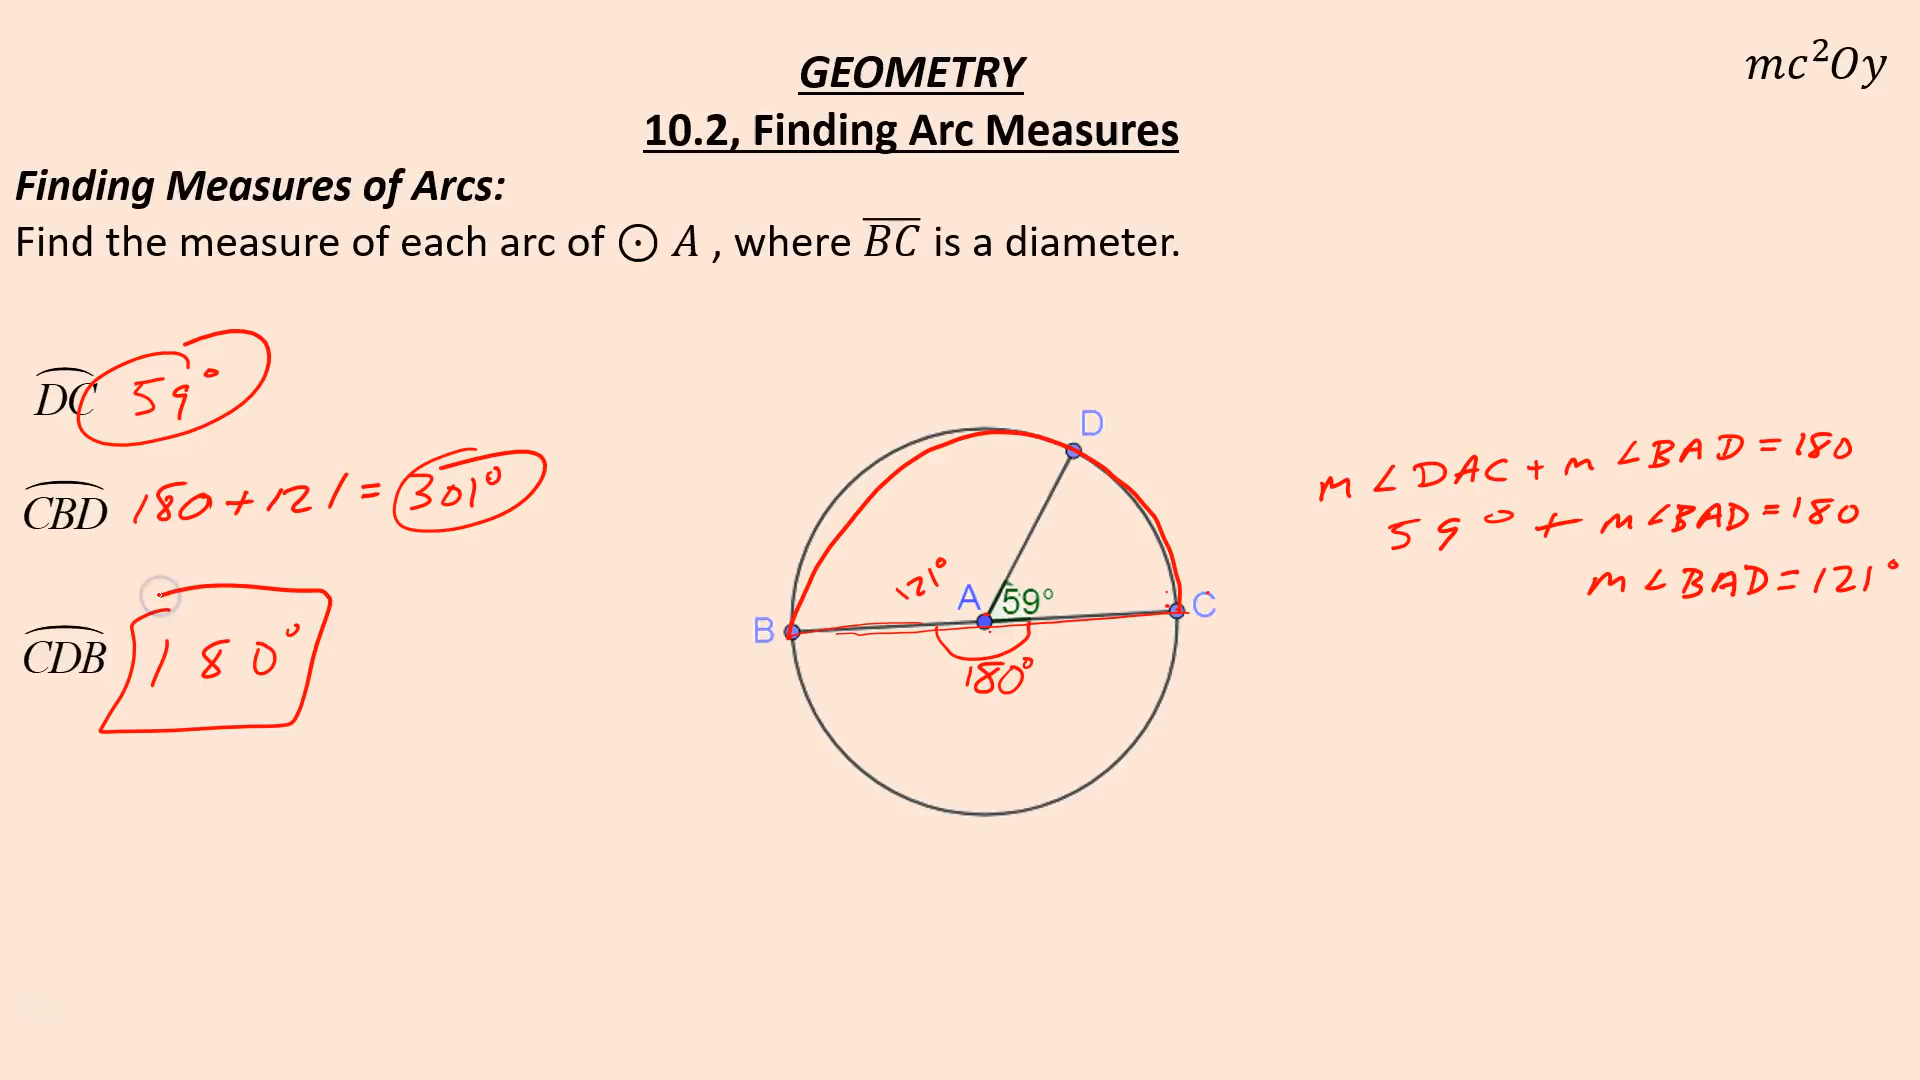 mc²Oy
GEOMETRY
10.2, Finding Arc Measures
Finding Measures of Arcs:
Find the measure of each arc of ⊙ A , where B̅C̅ is a diameter.
DC 59°
CBD 180 + 121 = 301°
CDB 180°
D
121°
A 59°
B
C
180°
m ∠DAC + m ∠BAD = 180
59° + m ∠BAD = 180
m ∠BAD = 121°